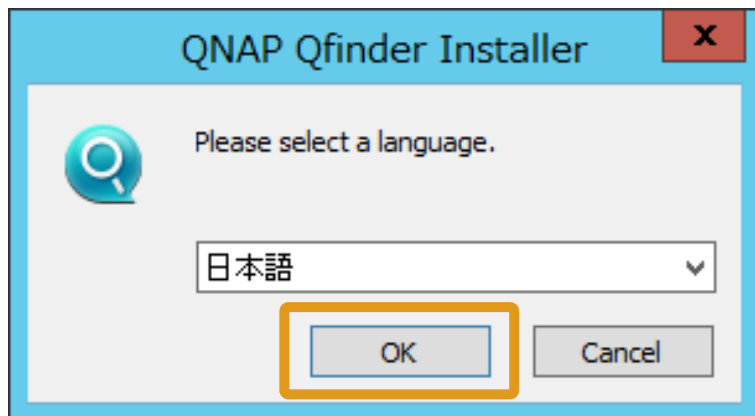 QNAP Qfinder Installer
Please select a language.
日本語
OK
Cancel